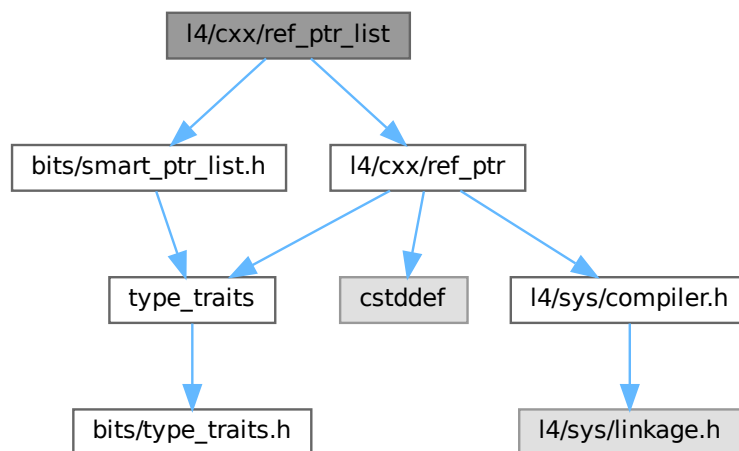 l4/cxx/ref_ptr_list
bits/smart_ptr_list.h
l4/cxx/ref_ptr
type_traits
cstddef
l4/sys/compiler.h
bits/type_traits.h
l4/sys/linkage.h